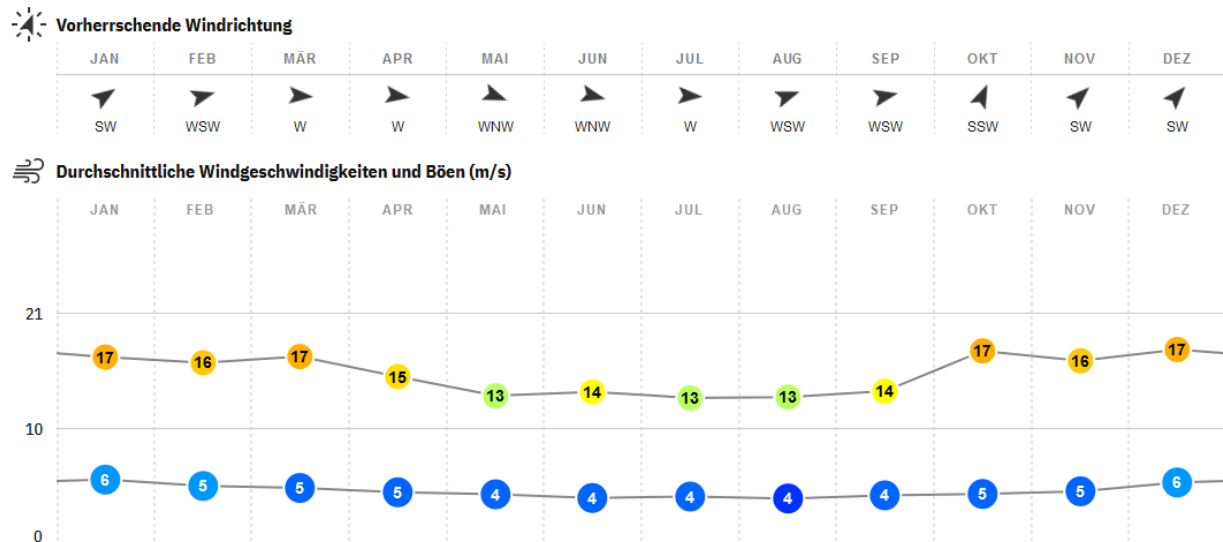 Vorherrschende Windrichtung
JAN FEB MÄR APR MAI JUN JUL AUG SEP OKT NOV DEZ
SW WSW W W WNW WNW W WSW WSW SSW SW SW
Durchschnittliche Windgeschwindigkeiten und Böen (m/s)
JAN FEB MÄR APR MAI JUN JUL AUG SEP OKT NOV DEZ
21
17 16 17 15 13 14 13 13 14 17 16 17
10
6 5 5 5 4 4 4 4 4 5 5 6
0